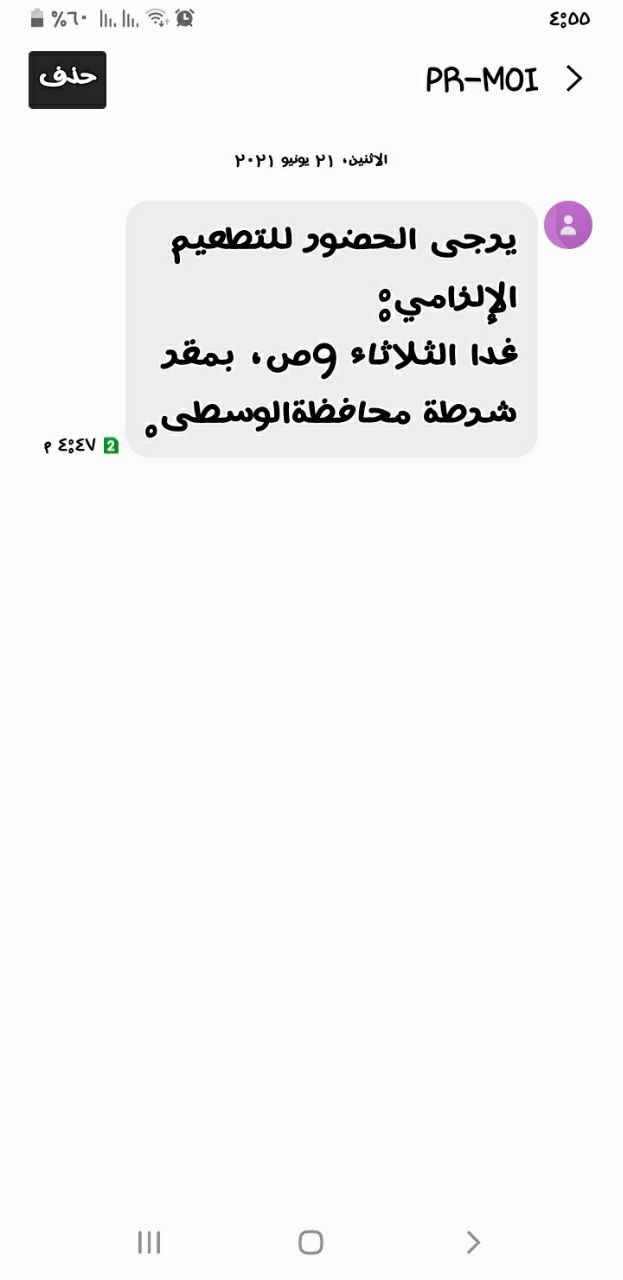 ٤:٥٥
%٦٠
PR-MOI
حذف
الاثنين، ٢١ يونيو ٢٠٢١
يرجى الحضور للتطعيم
الإلزامي:
غدا الثلاثاء 9ص، بمقر
شرطة محافظةالوسطى.
2 ٤:٤٧ م